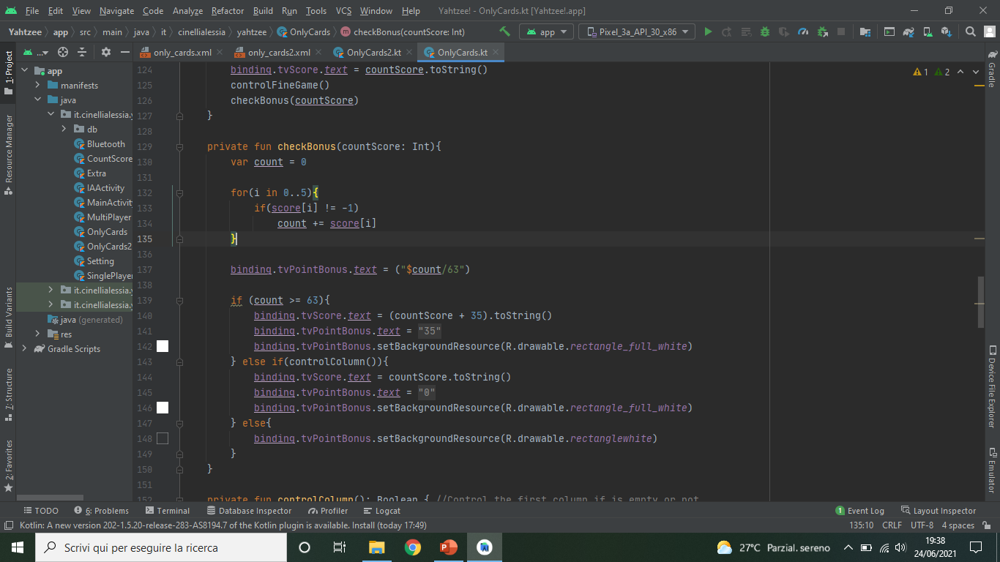 File Edit View Navigate Code Analyze Refactor Build Run Tools VCS Window Help Yahtzee! - OnlyCards.kt [Yahtzee!.app]
Yahtzee app src main java it cinellialessia yahtzee OnlyCards checkBonus(countScore: Int) app Pixel_3a_API_30_x86
only_cards.xml only_cards2.xml OnlyCards2.kt OnlyCards.kt
1: Project
Resource Manager
Build Variants
7: Structure
2: Favorites
app
manifests
java
it.cinellialessia.y
db
Bluetooth
CountScore
Extra
IAActivity
MainActivity
MultiPlayer
OnlyCards
OnlyCards2
Setting
SinglePlayer
it.cinellialessia.y
it.cinellialessia.y
java (generated)
res
Gradle Scripts
124 binding.tvScore.text = countScore.toString()
125 controlFineGame()
126 checkBonus(countScore)
127 }
128
129 private fun checkBonus(countScore: Int){
130 var count = 0
131
132 for(i in 0..5){
133 if(score[i] != -1)
134 count += score[i]
135 }
136
137 binding.tvPointBonus.text = ("$count/63")
138
139 if (count >= 63){
140 binding.tvScore.text = (countScore + 35).toString()
141 binding.tvPointBonus.text = "35"
142 binding.tvPointBonus.setBackgroundResource(R.drawable.rectangle_full_white)
143 } else if(controlColumn()){
144 binding.tvScore.text = countScore.toString()
145 binding.tvPointBonus.text = "0"
146 binding.tvPointBonus.setBackgroundResource(R.drawable.rectangle_full_white)
147 } else{
148 binding.tvPointBonus.setBackgroundResource(R.drawable.rectanglewhite)
149 }
150 }
151
152 private fun controlColumn(): Boolean { //Control the first column if is empty or not
1 2
Gradle
Device File Explorer
Emulator
TODO 6: Problems Terminal Database Inspector Profiler Logcat 1 Event Log Layout Inspector
Kotlin: A new version 202-1.5.20-release-283-AS8194.7 of the Kotlin plugin is available. Install (today 17:49) 135:10 CRLF UTF-8 4 spaces
Scrivi qui per eseguire la ricerca 27°C Parzial. sereno 19:38
24/06/2021